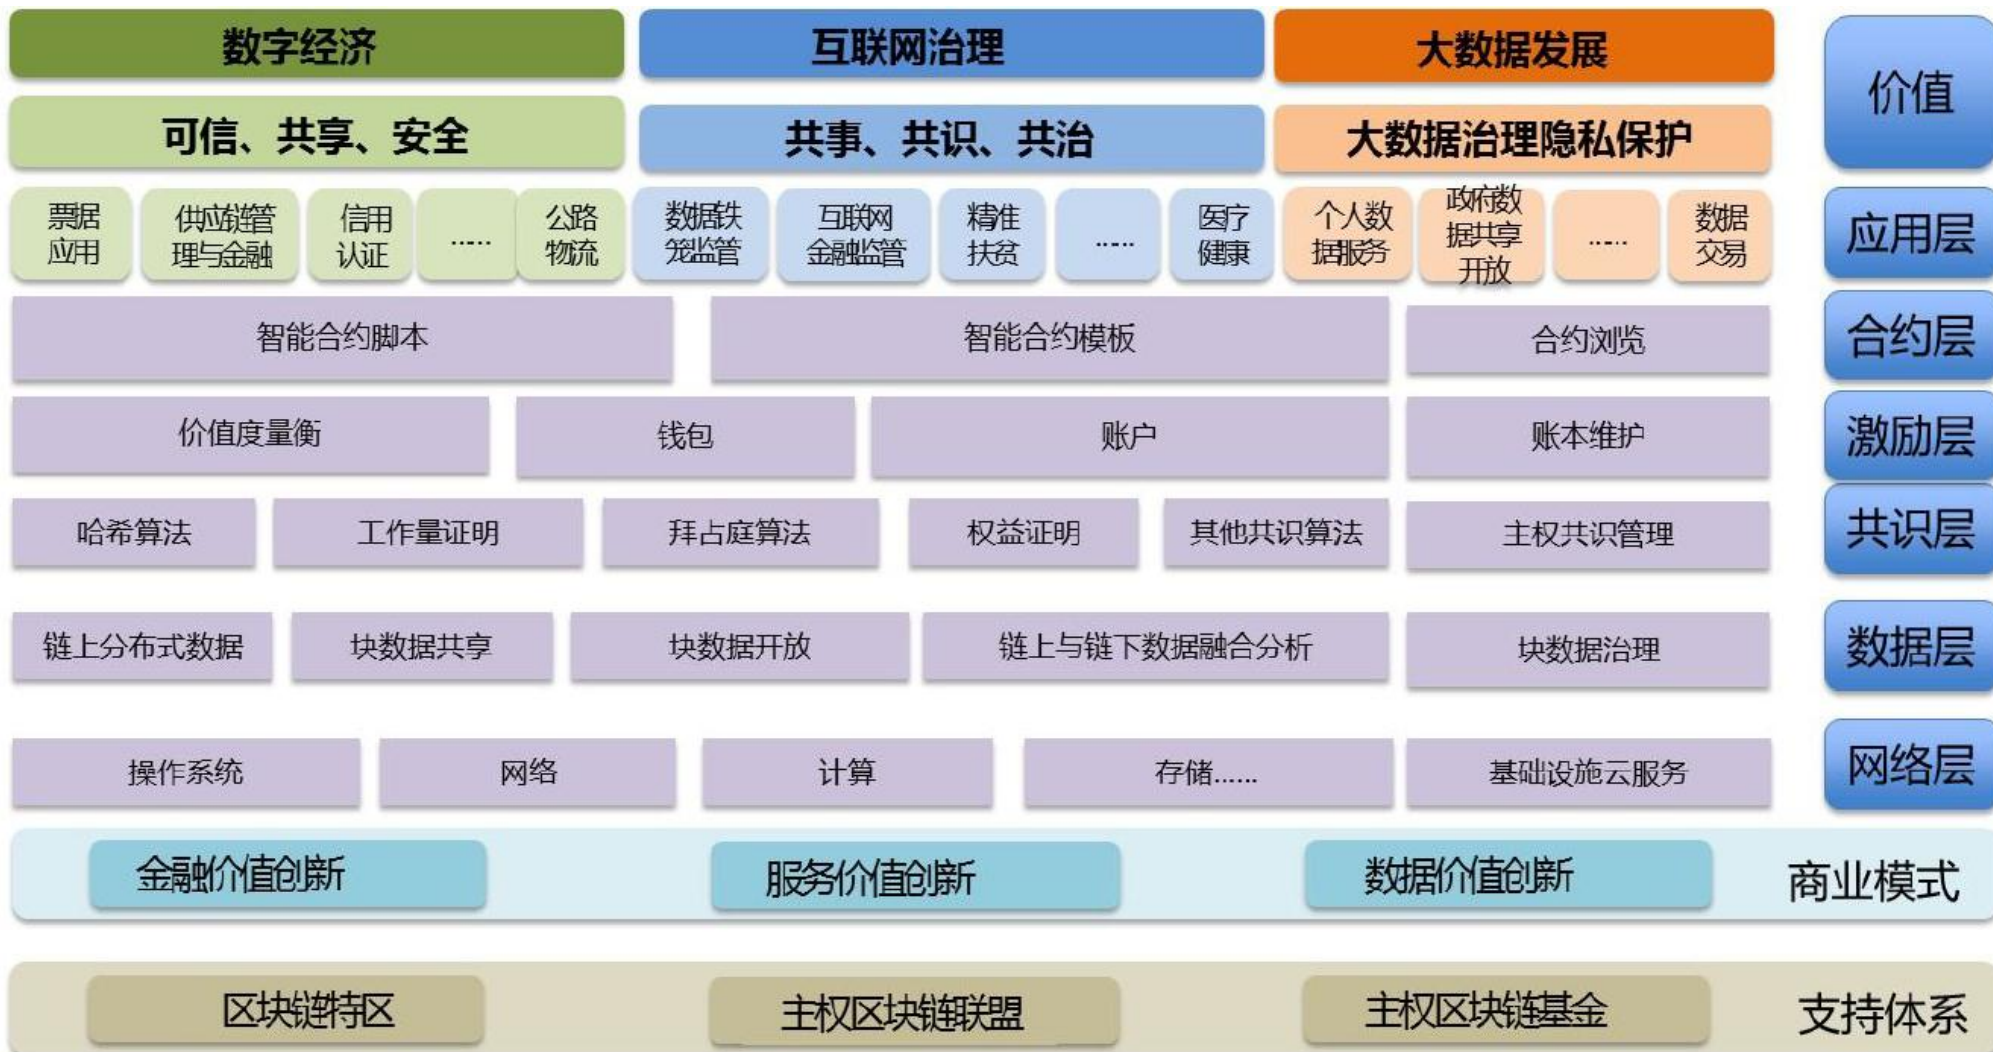 数字经济
互联网治理
大数据发展
价值
可信、共享、安全
共事、共识、共治
大数据治理隐私保护
票据
应用
供应链管
理与金融
信用
认证
......
公路
物流
数据铁
笼监管
互联网
金融监管
精准
扶贫
......
医疗
健康
个人数
据服务
政府数
据共享
开放
......
数据
交易
应用层
智能合约脚本
智能合约模板
合约浏览
合约层
价值度量衡
钱包
账户
账本维护
激励层
哈希算法
工作量证明
拜占庭算法
权益证明
其他共识算法
主权共识管理
共识层
链上分布式数据
块数据共享
块数据开放
链上与链下数据融合分析
块数据治理
数据层
操作系统
网络
计算
存储......
基础设施云服务
网络层
金融价值创新
服务价值创新
数据价值创新
商业模式
区块链特区
主权区块链联盟
主权区块链基金
支持体系